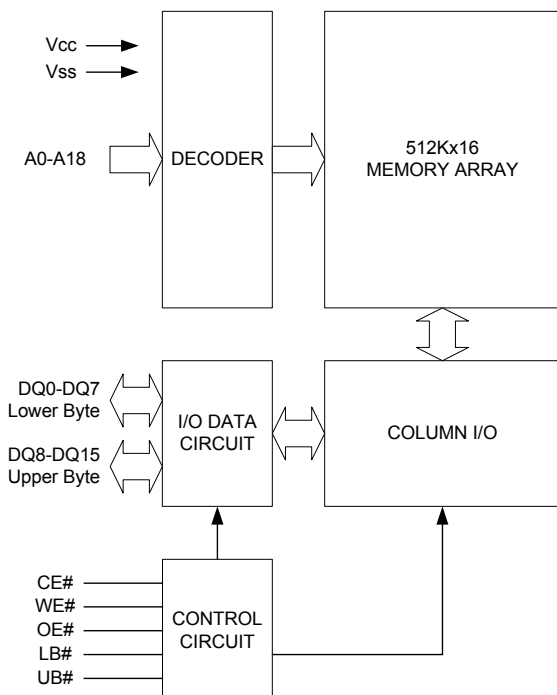 Vcc
Vss
A0-A18
DECODER
512Kx16
MEMORY ARRAY
DQ0-DQ7
Lower Byte
DQ8-DQ15
Upper Byte
I/O DATA
CIRCUIT
COLUMN I/O
CE#
WE#
OE#
LB#
UB#
CONTROL
CIRCUIT